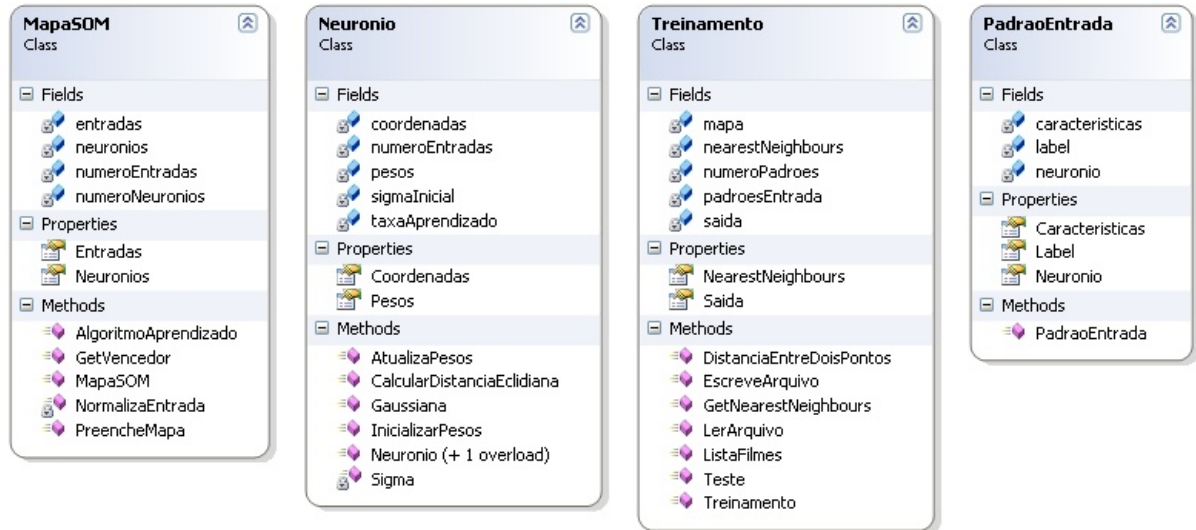 MapaSOM
Class
Fields
entradas
neuronios
numeroEntradas
numeroNeuronios
Properties
Entradas
Neuronios
Methods
AlgoritmoAprendizado
GetVencedor
MapaSOM
NormalizaEntrada
PreencheMapa
Neuronio
Class
Fields
coordenadas
numeroEntradas
pesos
sigmaInicial
taxaAprendizado
Properties
Coordenadas
Pesos
Methods
AtualizaPesos
CalcularDistanciaEclidiana
Gaussiana
InicializarPesos
Neuronio (+ 1 overload)
Sigma
Treinamento
Class
Fields
mapa
nearestNeighbours
numeroPadroes
padroesEntrada
saida
Properties
NearestNeighbours
Saida
Methods
DistanciaEntreDoisPontos
EscreveArquivo
GetNearestNeighbours
LerArquivo
ListaFilmes
Teste
Treinamento
PadraoEntrada
Class
Fields
caracteristicas
label
neuronio
Properties
Caracteristicas
Label
Neuronio
Methods
PadraoEntrada